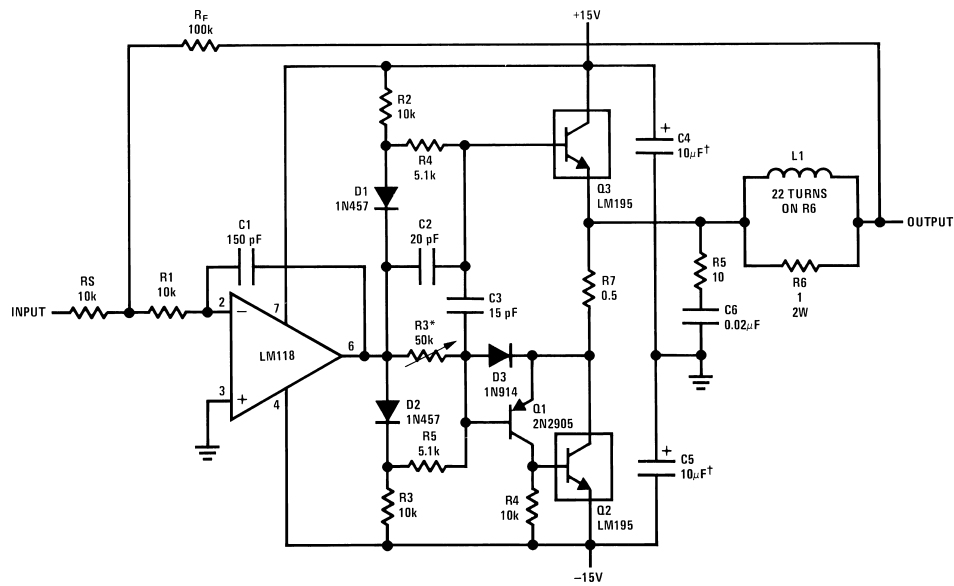 RF
100k
+15V
R2
10k
R4
5.1k
Q3
LM195
+
C4
10μF†
L1
22 TURNS
ON R6
OUTPUT
D1
1N457
C1
150 pF
C2
20 pF
RS
10k
R1
10k
INPUT
2
−
7
LM118
6
3
+
4
R3*
50k
C3
15 pF
R7
0.5
R5
10
C6
0.02μF
R6
1
2W
D3
1N914
D2
1N457
Q1
2N2905
R5
5.1k
R3
10k
R4
10k
Q2
LM195
+
C5
10μF†
−15V